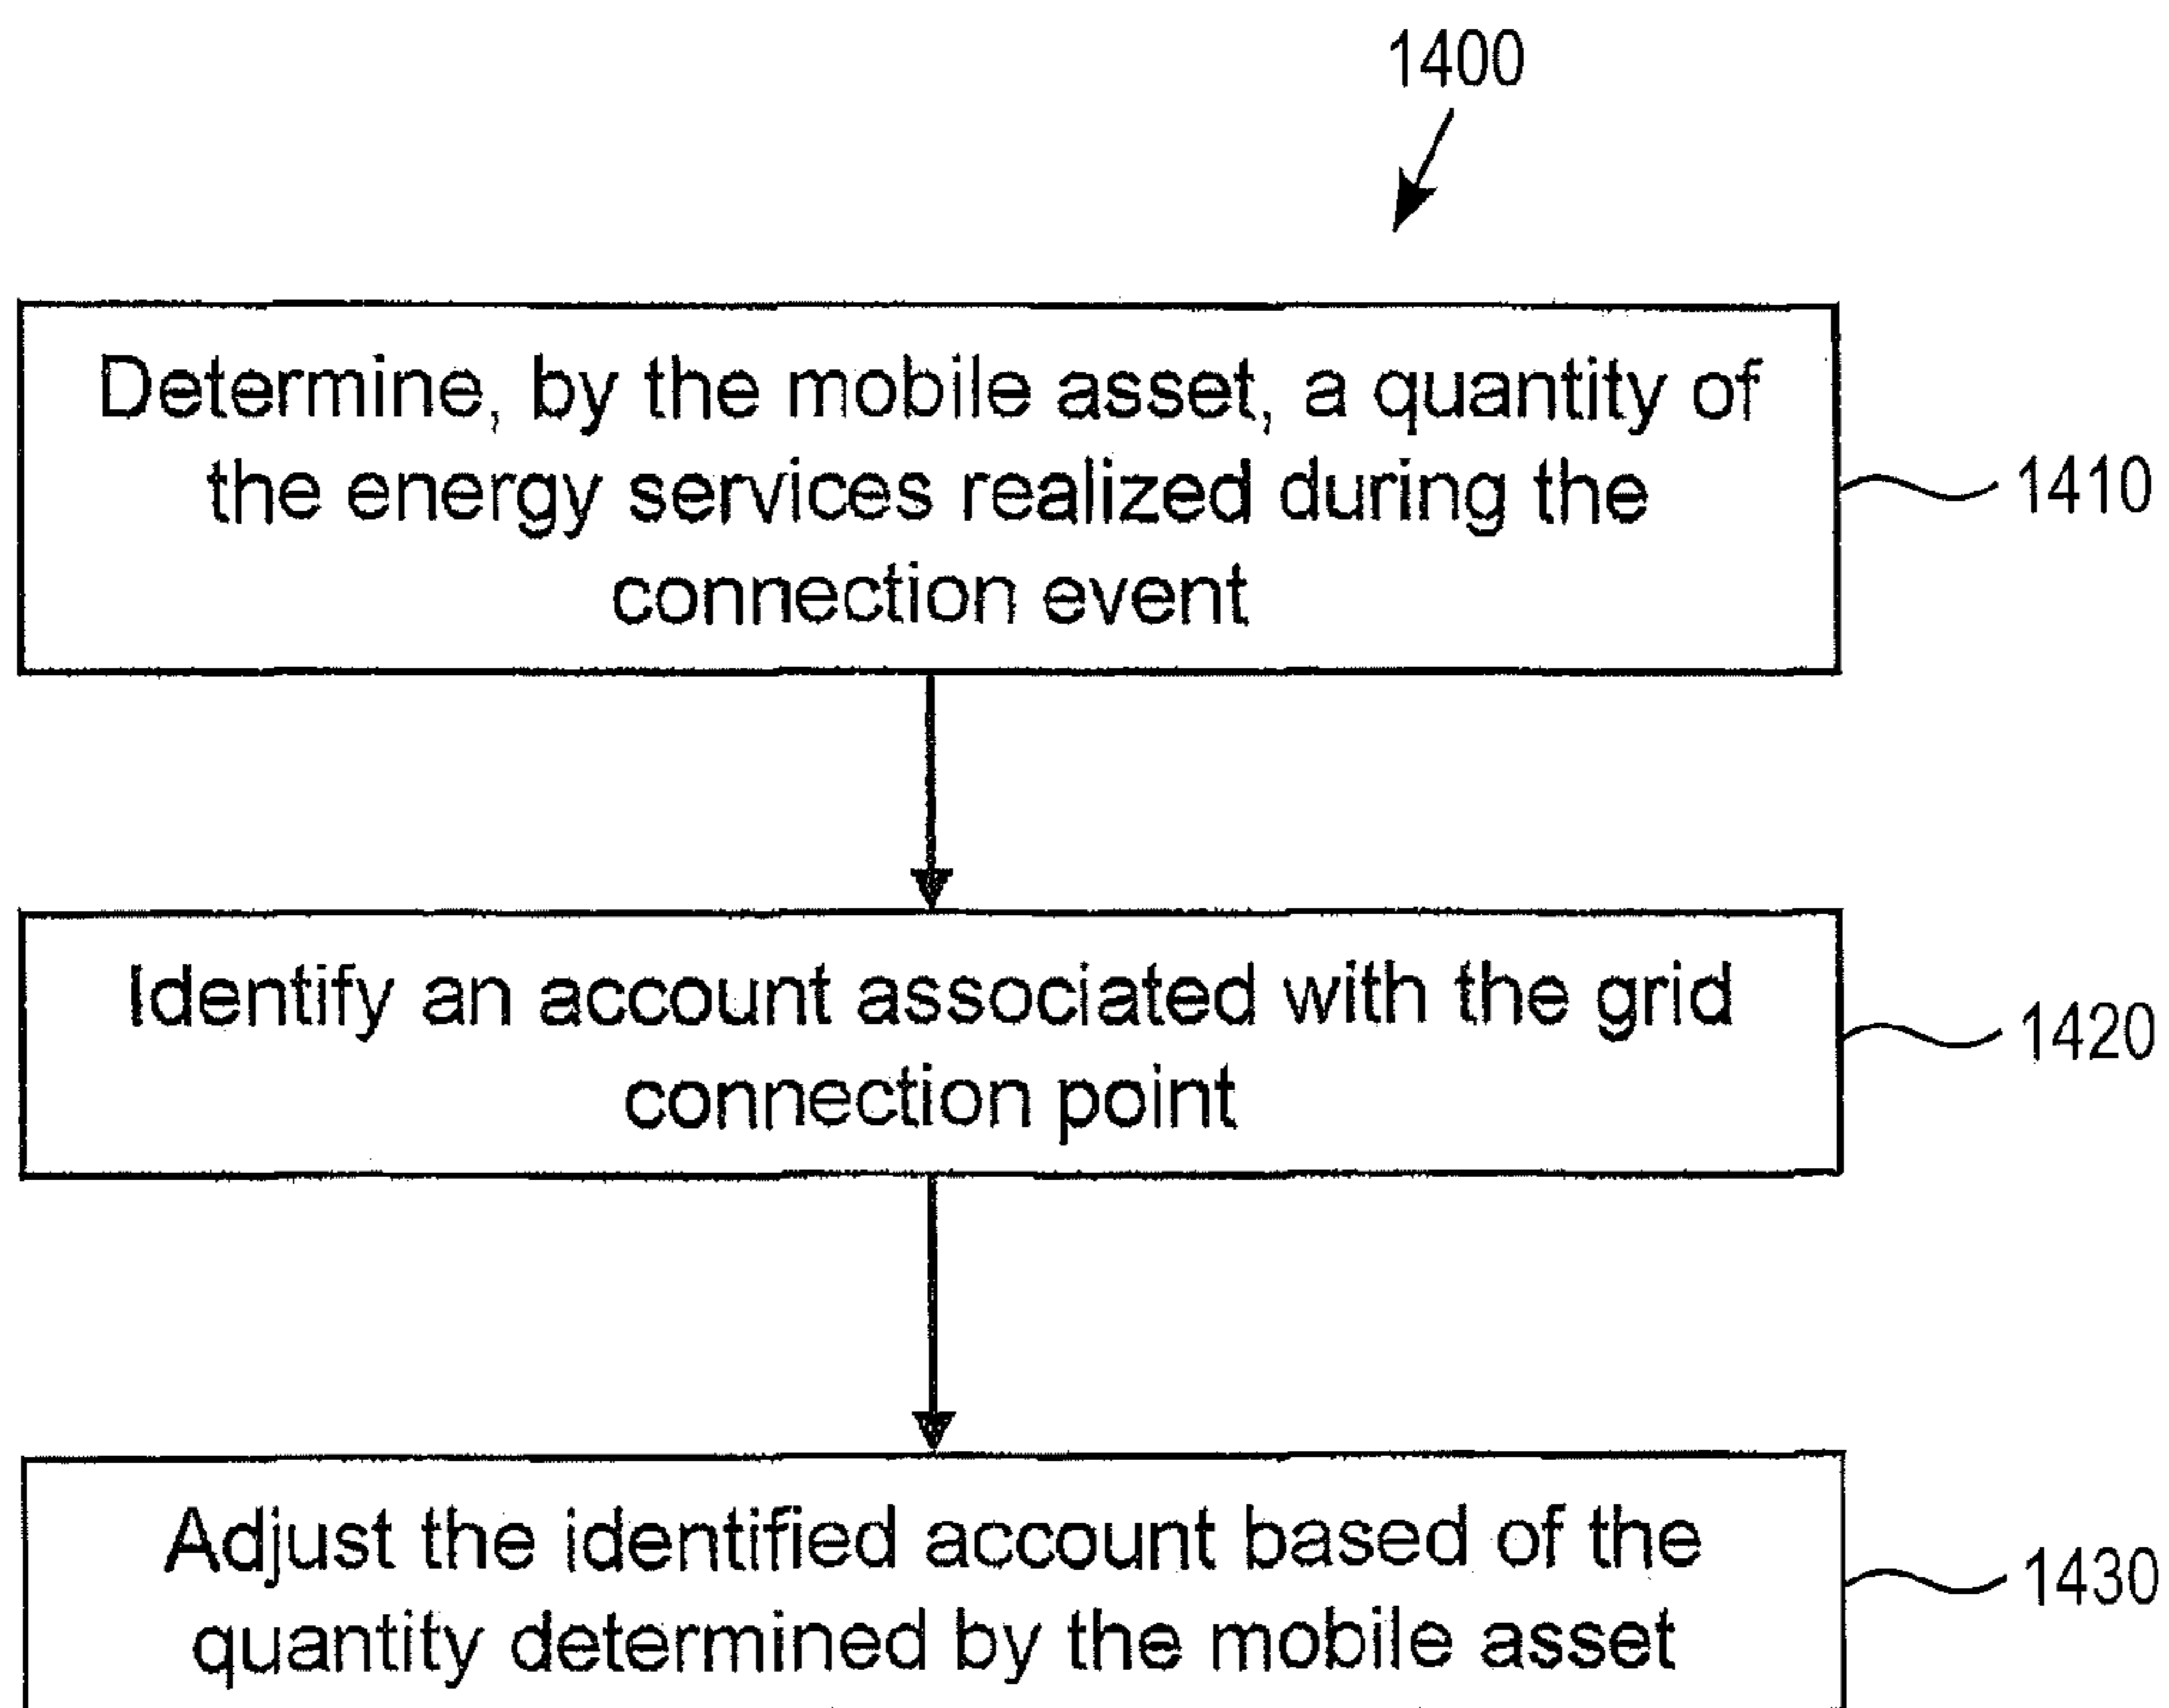 1400
Determine, by the mobile asset, a quantity of
the energy services realized during the
connection event
1410
Identify an account associated with the grid
connection point
1420
Adjust the identified account based of the
quantity determined by the mobile asset
1430